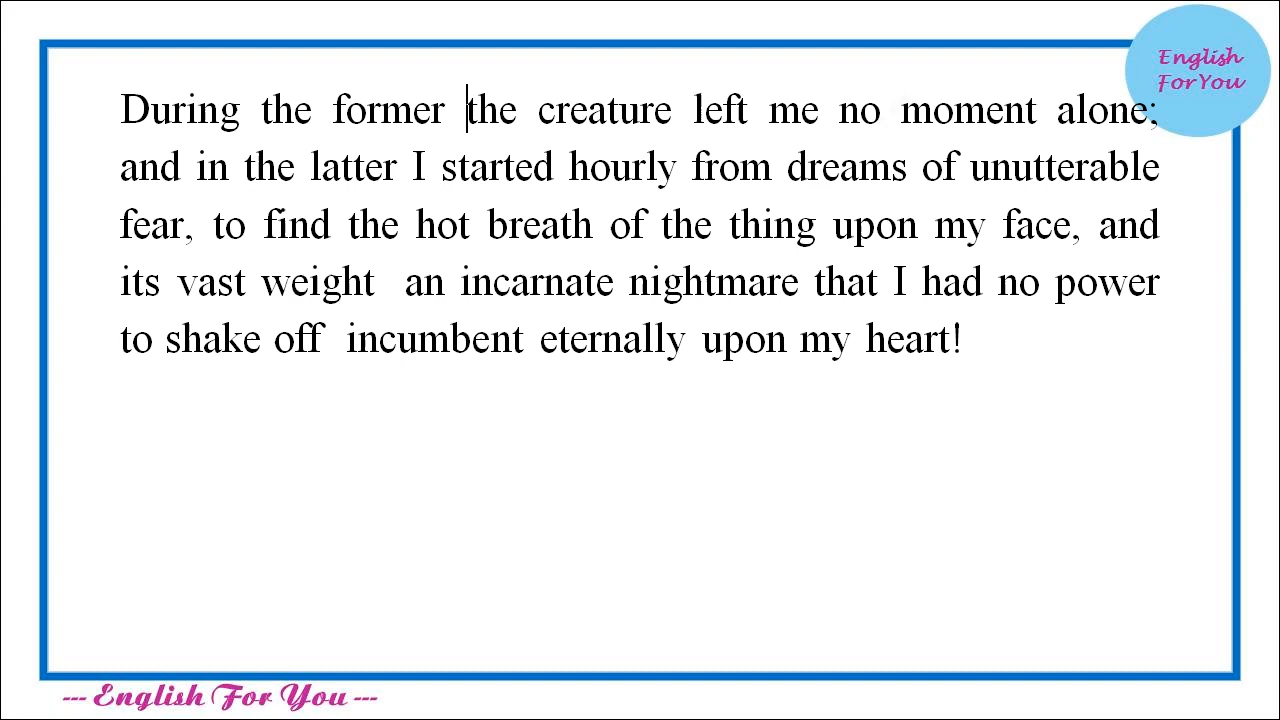 English
ForYou
During the former the creature left me no moment alone;
and in the latter I started hourly from dreams of unutterable
fear, to find the hot breath of the thing upon my face, and
its vast weight  an incarnate nightmare that I had no power
to shake off  incumbent eternally upon my heart!
--- English For You ---